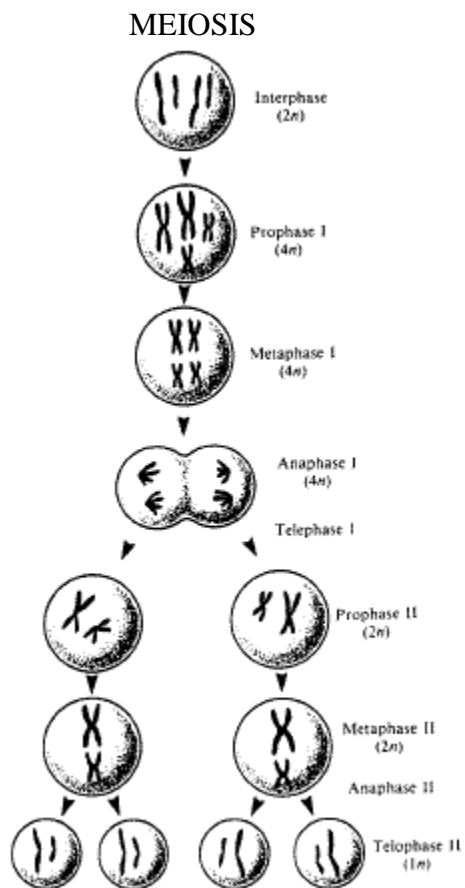 MEIOSIS
Interphase
(2n)
Prophase I
(4n)
Metaphase I
(4n)
Anaphase I
(4n)
Telephase I
Prophase II
(2n)
Metaphase II
(2n)
Anaphase II
Telophase II
(1n)